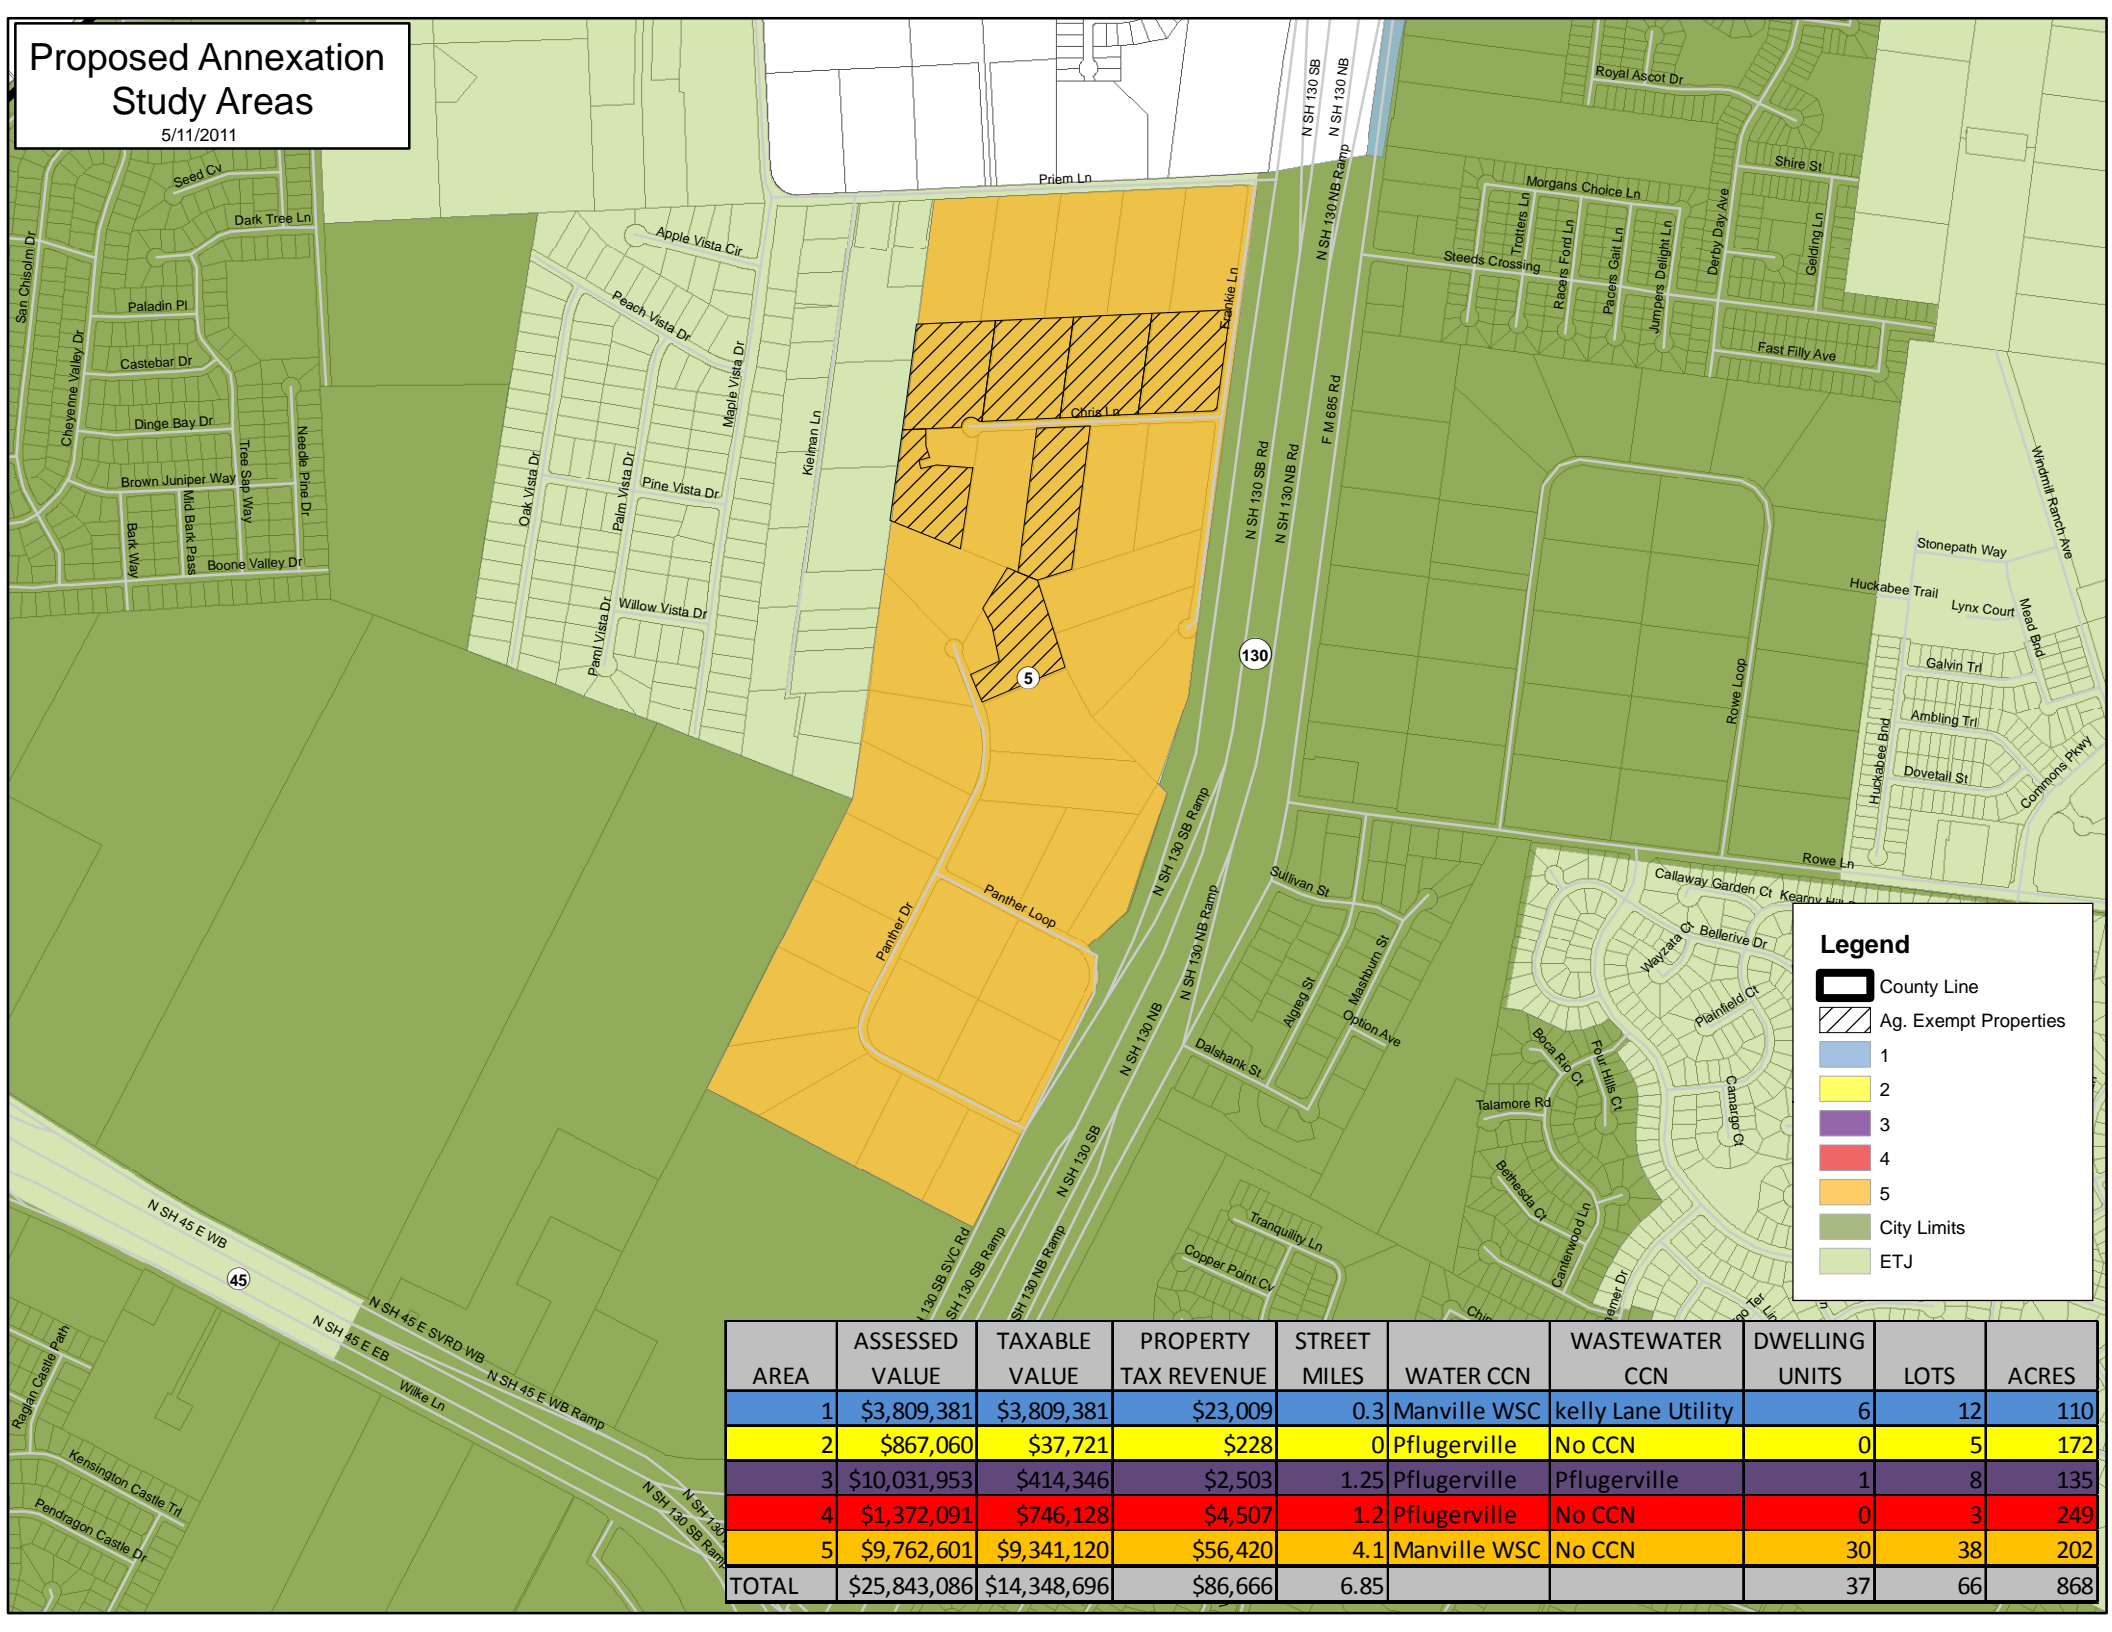 Proposed Annexation
Study Areas
5/11/2011
Priem Ln
N SH 130 SB
N SH 130 NB
N SH 130 NB Ramp
Royal Ascot Dr
Shire St
Morgans Choice Ln
Trotters Ln
Racers Ford Ln
Pacers Gait Ln
Jumpers Delight Ln
Derby Day Ave
Gelding Ln
Steeds Crossing
Fast Filly Ave
Seed Cv
Dark Tree Ln
San Chisolm Dr
Paladin Pl
Cheyenne Valley Dr
Castebar Dr
Dinge Bay Dr
Brown Juniper Way
Tree Sap Way
Needle Pine Dr
Mid Bark Pass
Bark Way
Boone Valley Dr
Apple Vista Cir
Peach Vista Dr
Maple Vista Dr
Oak Vista Dr
Palm Vista Dr
Pine Vista Dr
Willow Vista Dr
Paml Vista Dr
Kielman Ln
Frankie Ln
Chris Ln
N SH 130 SB Rd
N SH 130 NB Rd
F M 685 Rd
130
5
Rowe Loop
Windmill Ranch Ave
Stonepath Way
Huckabee Trail
Lynx Court
Mead Bnd
Galvin Trl
Ambling Trl
Huckabee Bnd
Dovetail St
Commons Pkwy
Rowe Ln
Panther Dr
Panther Loop
N SH 130 SB Ramp
N SH 130 NB Ramp
N SH 130 NB
N SH 130 SB
Sullivan St
Algreg St
Mashburn St
Option Ave
Dalshank St
Callaway Garden Ct
Kearny Hill
Wayzata Ct
Bellerive Dr
Plainfield Ct
Boca Rio Ct
Four Hills Ct
Camargo Ct
Talamore Rd
Bethesda Ct
Canterwood Ln
Tranquility Ln
Copper Point Cv
130 SB SVC Rd
SH 130 SB Ramp
SH 130 NB Ramp
N SH 45 E WB
45
N SH 45 E SVRD WB
N SH 45 E EB
N SH 45 E WB Ramp
Wilke Ln
N SH 130 SB Ramp
N SH 130
Raglan Castle Path
Kensington Castle Trl
Pendragon Castle Dr
Legend
County Line
Ag. Exempt Properties
1
2
3
4
5
City Limits
ETJ
AREA ASSESSED VALUE TAXABLE VALUE PROPERTY TAX REVENUE STREET MILES WATER CCN WASTEWATER CCN DWELLING UNITS LOTS ACRES
1 $3,809,381 $3,809,381 $23,009 0.3 Manville WSC kelly Lane Utility 6 12 110
2 $867,060 $37,721 $228 0 Pflugerville No CCN 0 5 172
3 $10,031,953 $414,346 $2,503 1.25 Pflugerville Pflugerville 1 8 135
4 $1,372,091 $746,128 $4,507 1.2 Pflugerville No CCN 0 3 249
5 $9,762,601 $9,341,120 $56,420 4.1 Manville WSC No CCN 30 38 202
TOTAL $25,843,086 $14,348,696 $86,666 6.85 37 66 868